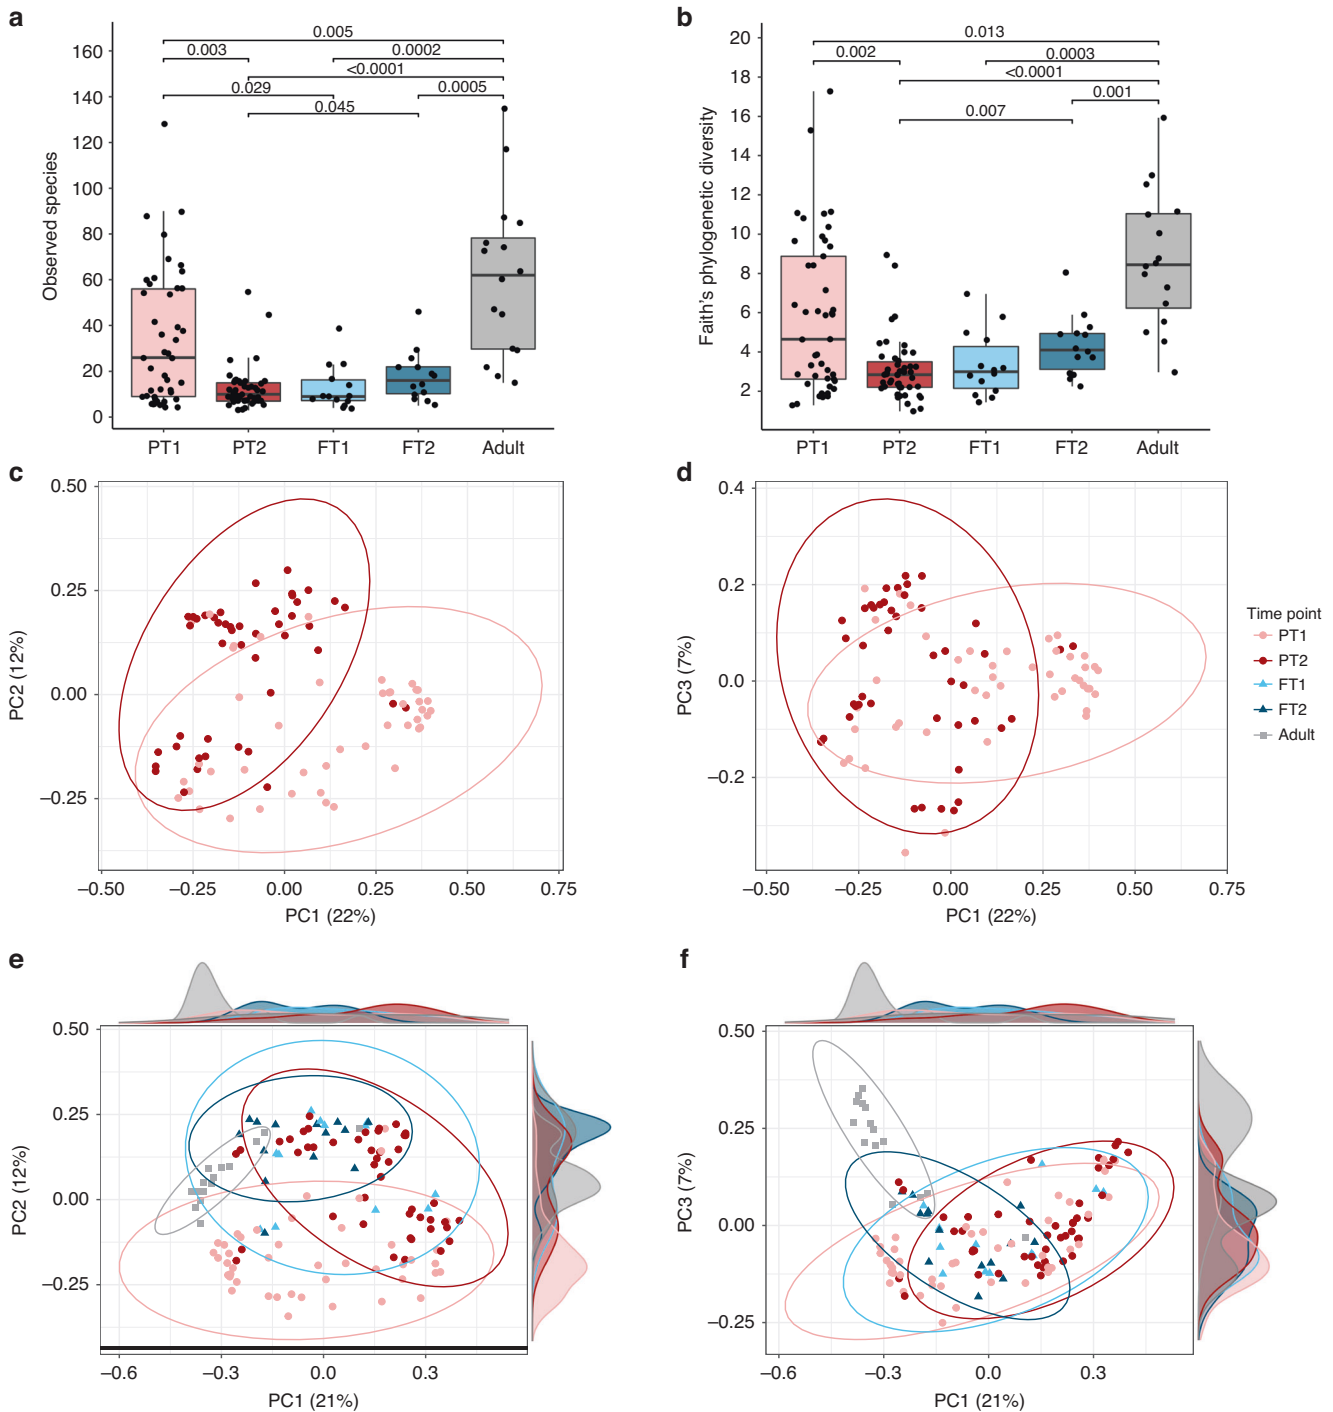 a
Observed species
160
140
120
100
80
60
40
20
0
0.005
0.003
0.0002
<0.0001
0.029
0.0005
0.045
PT1 PT2 FT1 FT2 Adult
b
Faith's phylogenetic diversity
20
18
16
14
12
10
8
6
4
2
0.013
0.002
0.0003
<0.0001
0.001
0.007
PT1 PT2 FT1 FT2 Adult
c
PC2 (12%)
0.50
0.25
0.00
−0.25
−0.50 −0.25 0.00 0.25 0.50 0.75
PC1 (22%)
d
PC3 (7%)
0.4
0.2
0.0
−0.2
−0.50 −0.25 0.00 0.25 0.50 0.75
PC1 (22%)
Time point
PT1
PT2
FT1
FT2
Adult
e
PC2 (12%)
0.50
0.25
0.00
−0.25
−0.6 −0.3 0.0 0.3
PC1 (21%)
f
PC3 (7%)
0.50
0.25
0.00
−0.25
−0.6 −0.3 0.0 0.3
PC1 (21%)